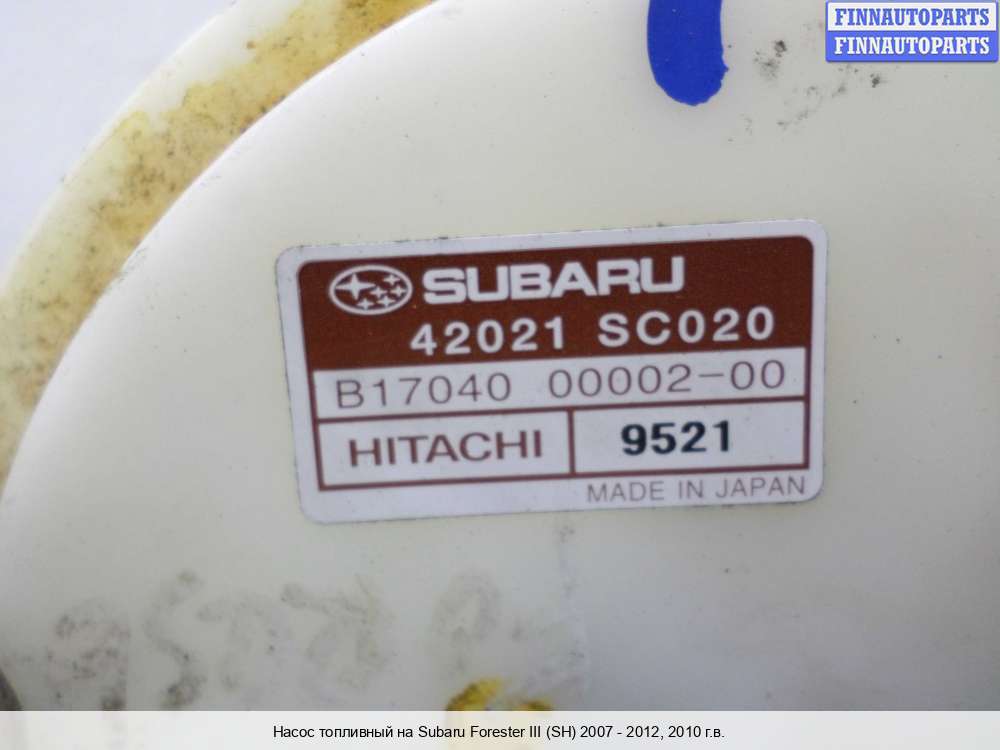 FINNAUTOPARTS
FINNAUTOPARTS
SUBARU
42021 SC020
B17040 00002-00
HITACHI 9521
MADE IN JAPAN
Насос топливный на Subaru Forester III (SH) 2007 - 2012, 2010 г.в.